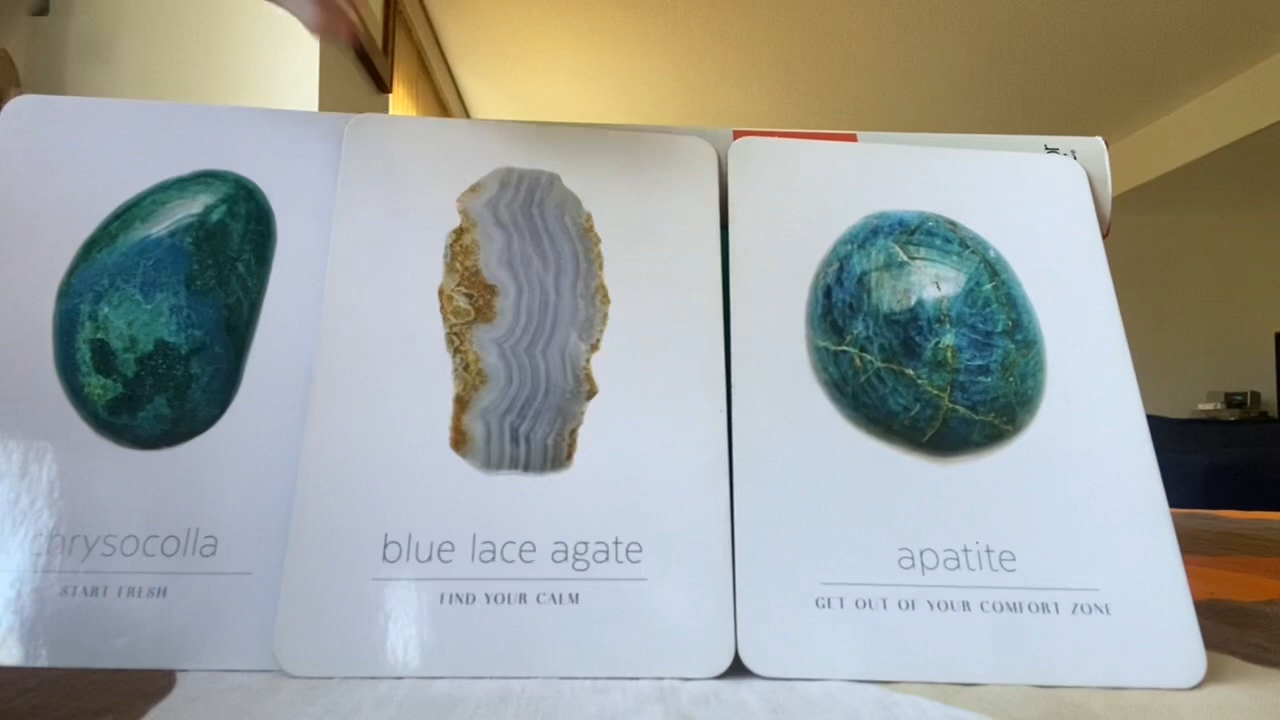 chrysocolla
START FRESH
blue lace agate
FIND YOUR CALM
apatite
GET OUT OF YOUR COMFORT ZONE